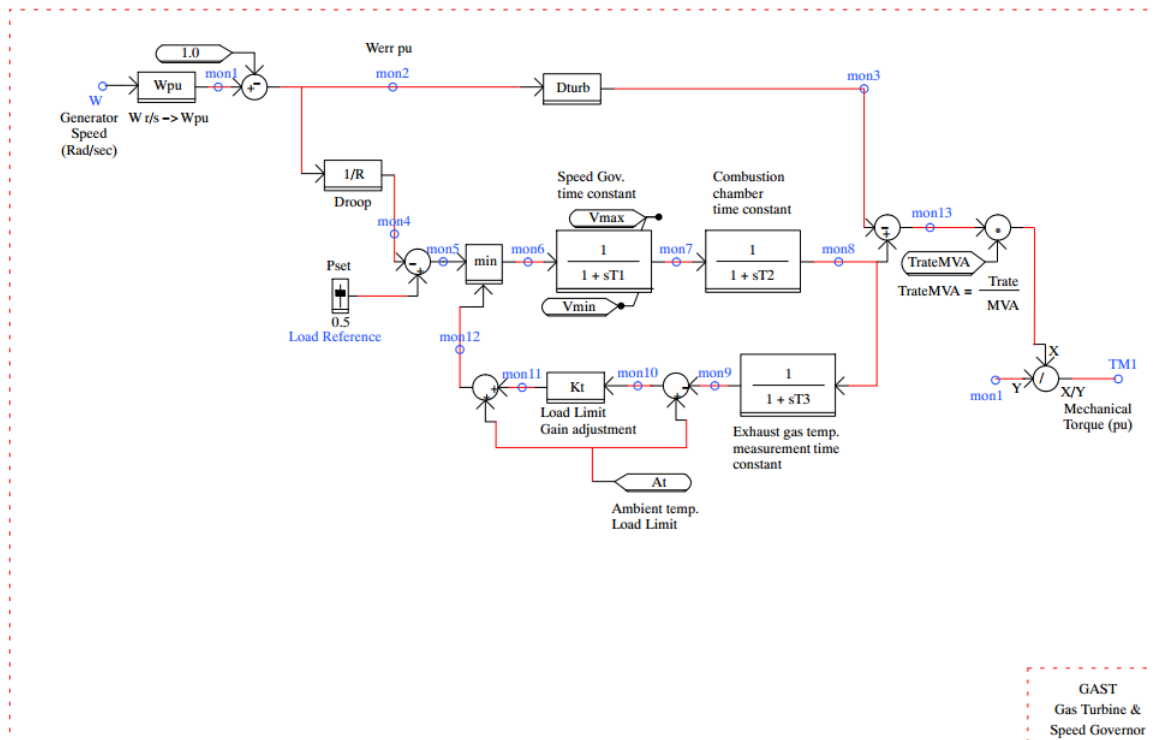 1.0
Werr pu
mon1
mon2
mon3
Wpu
+
-
Dturb
W
Generator
Speed
(Rad/sec)
W r/s -> Wpu
1/R
Droop
Speed Gov.
time constant
Combustion
chamber
time constant
mon4
Vmax
mon13
mon5
min
mon6
1
1 + sT1
mon7
1
1 + sT2
mon8
-
+
-
+
*
TrateMVA
TrateMVA = Trate
MVA
Pset
0.5
Load Reference
Vmin
mon12
X
mon11
Kt
mon10
mon9
1
1 + sT3
mon1
Y
/
X/Y
TM1
Mechanical
Torque (pu)
+
+
-
+
Load Limit
Gain adjustment
Exhaust gas temp.
measurement time
constant
At
Ambient temp.
Load Limit
GAST
Gas Turbine &
Speed Governor